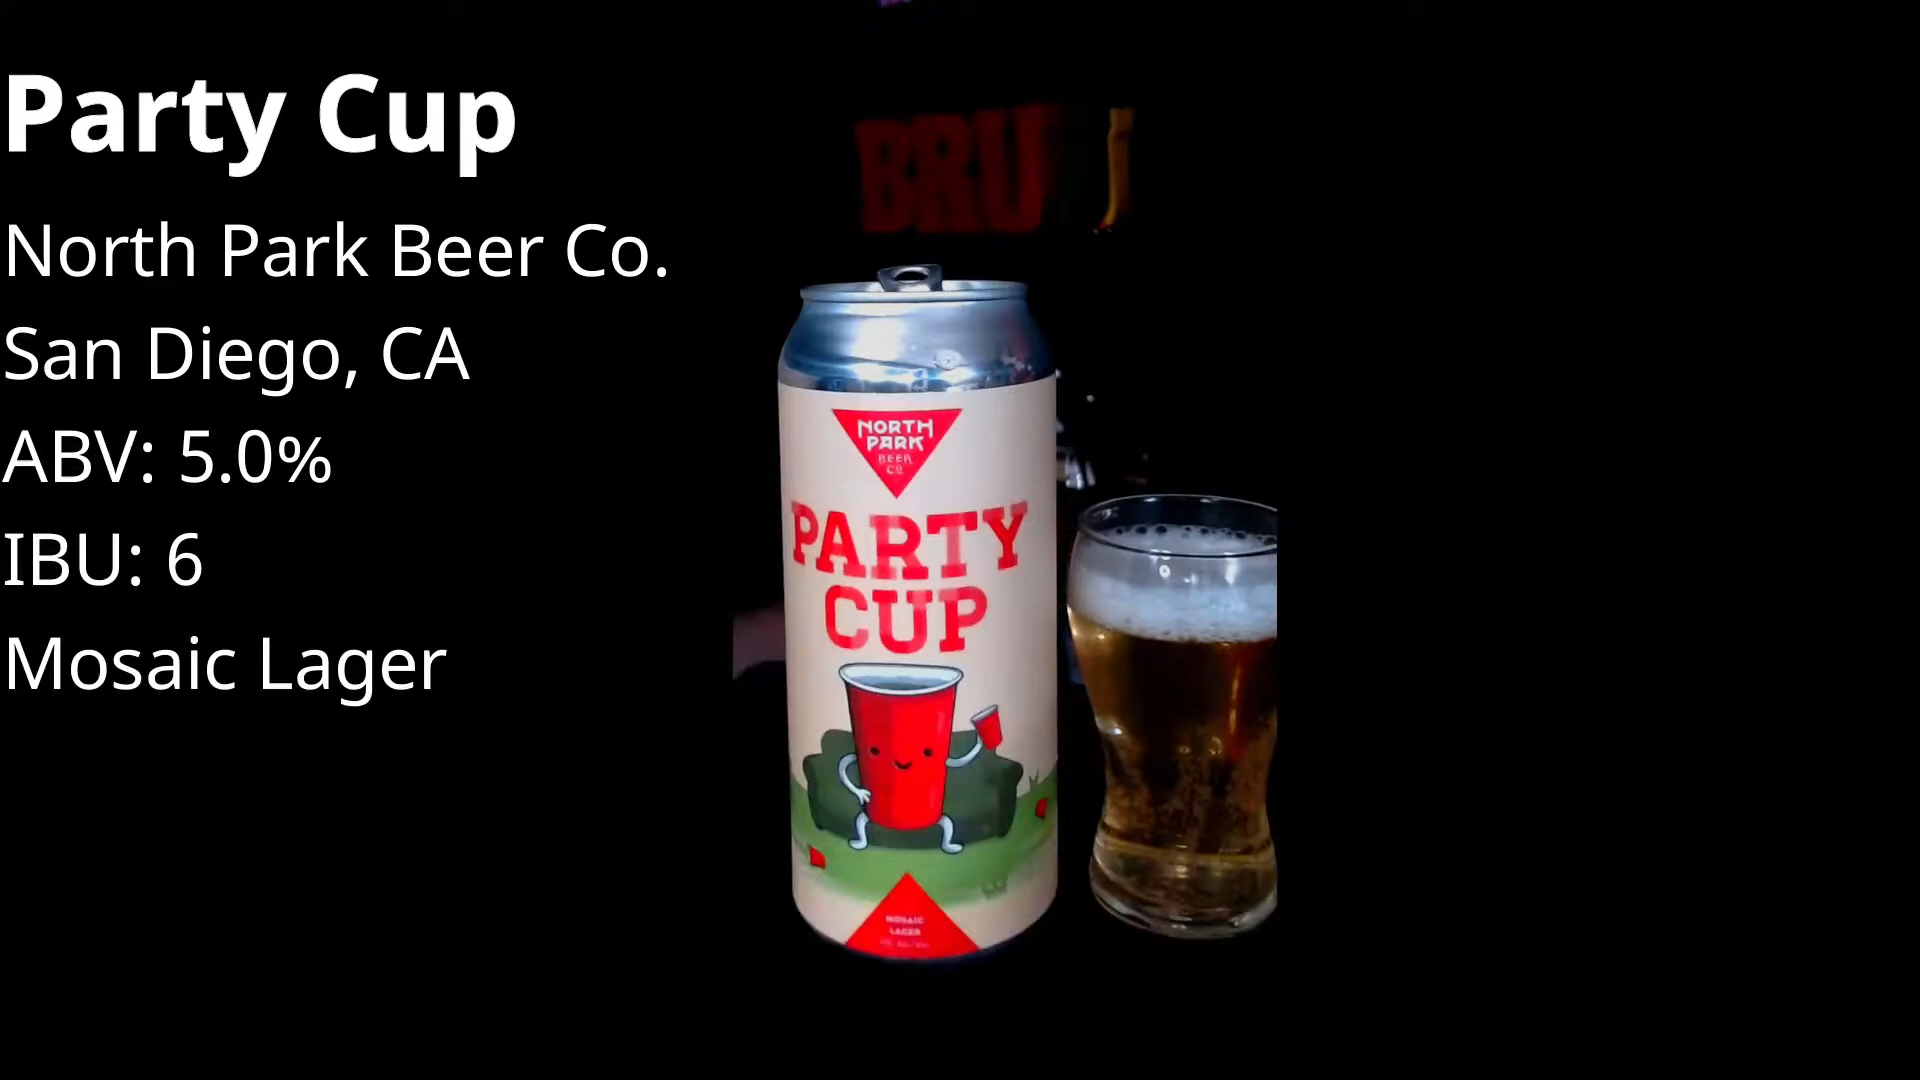 Party Cup
North Park Beer Co.
San Diego, CA
ABV: 5.0%
IBU: 6
Mosaic Lager
BRU
NORTH
PARK
BEER
CO
PARTY
CUP
MOSAIC
LAGER